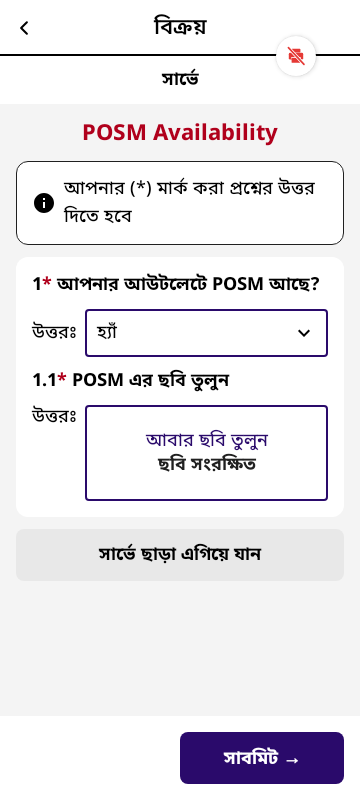 বিক্রয়
সার্ভে
POSM Availability
আপনার (*) মার্ক করা প্রশ্নের উত্তর
দিতে হবে
1* আপনার আউটলেটে POSM আছে?
উত্তরঃ হ্যাঁ
1.1* POSM এর ছবি তুলুন
উত্তরঃ
আবার ছবি তুলুন
ছবি সংরক্ষিত
সার্ভে ছাড়া এগিয়ে যান
সাবমিট →